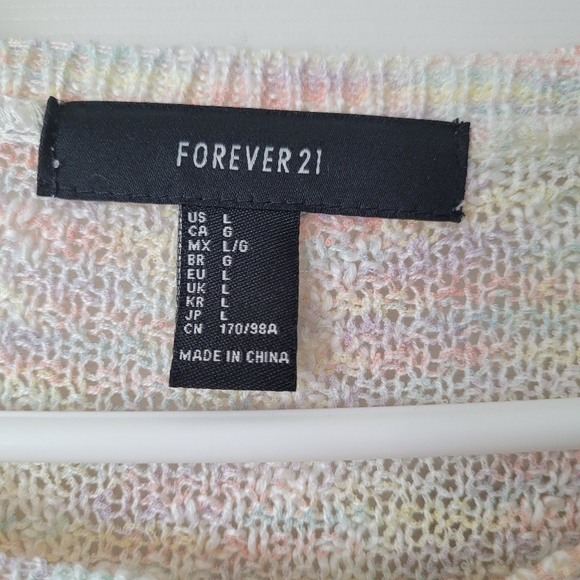 FOREVER 21
US L
CA G
MX L/G
BR G
EU L
UK L
KR L
JP L
CN 170/98A
MADE IN CHINA